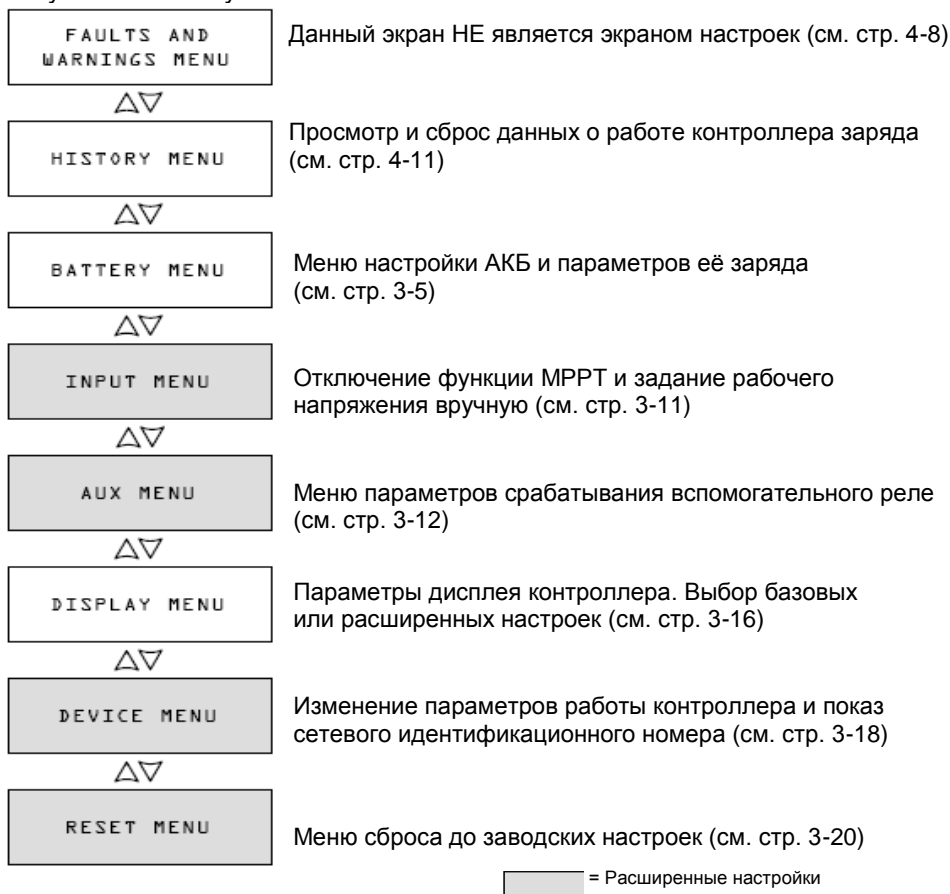 FAULTS AND
WARNINGS MENU
Данный экран НЕ является экраном настроек (см. стр. 4-8)
HISTORY MENU
Просмотр и сброс данных о работе контроллера заряда
(см. стр. 4-11)
BATTERY MENU
Меню настройки АКБ и параметров её заряда
(см. стр. 3-5)
INPUT MENU
Отключение функции МРРТ и задание рабочего
напряжения вручную (см. стр. 3-11)
AUX MENU
Меню параметров срабатывания вспомогательного реле
(см. стр. 3-12)
DISPLAY MENU
Параметры дисплея контроллера. Выбор базовых
или расширенных настроек (см. стр. 3-16)
DEVICE MENU
Изменение параметров работы контроллера и показ
сетевого идентификационного номера (см. стр. 3-18)
RESET MENU
Меню сброса до заводских настроек (см. стр. 3-20)
= Расширенные настройки